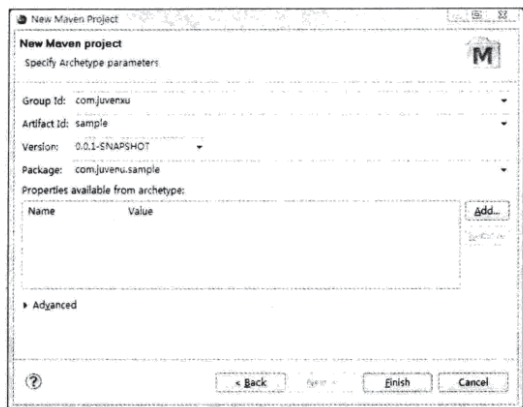 New Maven Project
New Maven project
Specify Archetype parameters
M
Group Id: com.juvenxu
Artifact Id: sample
Version: 0.0.1-SNAPSHOT
Package: com.juvenu.sample
Properties available from archetype:
Name Value
Add...
Advanced
?
< Back Next > Finish Cancel